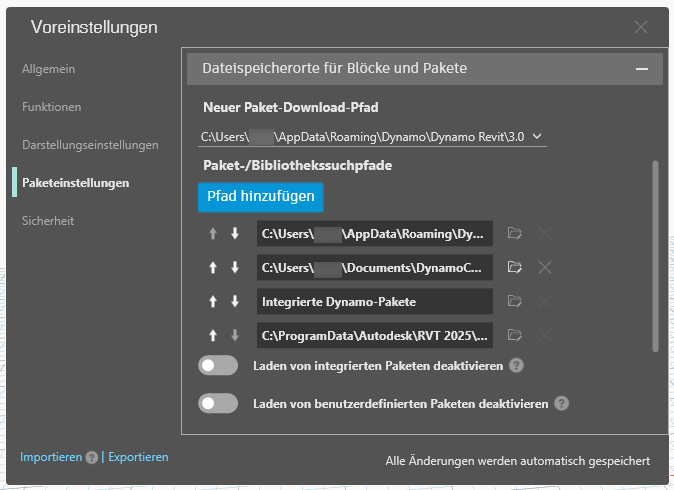 Voreinstellungen
Allgemein
Funktionen
Darstellungseinstellungen
Paketeinstellungen
Sicherheit
Dateispeicherorte für Blöcke und Pakete
Neuer Paket-Download-Pfad
C:\Users\ \AppData\Roaming\Dynamo\Dynamo Revit\3.0
Paket-/Bibliothekssuchpfade
Pfad hinzufügen
C:\Users\ \AppData\Roaming\Dy...
C:\Users\ \Documents\DynamoC...
Integrierte Dynamo-Pakete
C:\ProgramData\Autodesk\RVT 2025\...
Laden von integrierten Paketen deaktivieren ?
Laden von benutzerdefinierten Paketen deaktivieren ?
Importieren ? | Exportieren
Alle Änderungen werden automatisch gespeichert